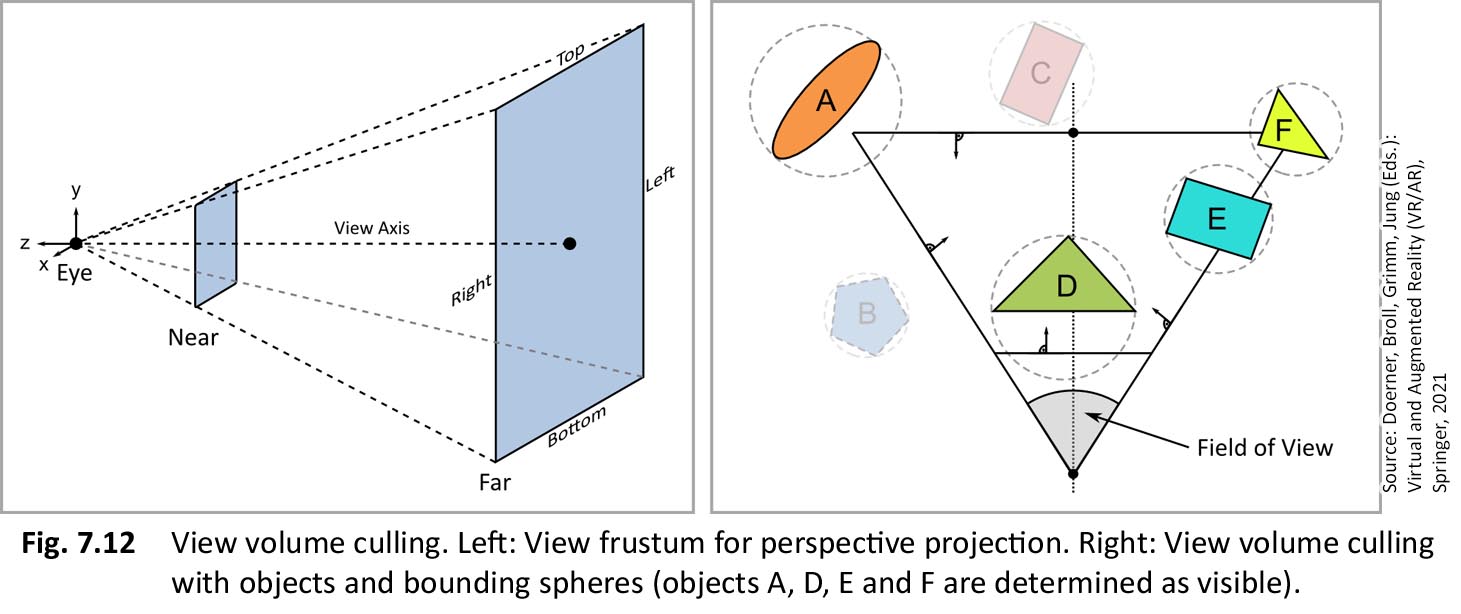 Top
Left
y
z
x
Eye
View Axis
Right
Near
Bottom
Far
A
C
F
E
D
B
Field of View
Source: Doerner, Broll, Grimm, Jung (Eds.):
Virtual and Augmented Reality (VR/AR),
Springer, 2021
Fig. 7.12 View volume culling. Left: View frustum for perspective projection. Right: View volume culling
with objects and bounding spheres (objects A, D, E and F are determined as visible).